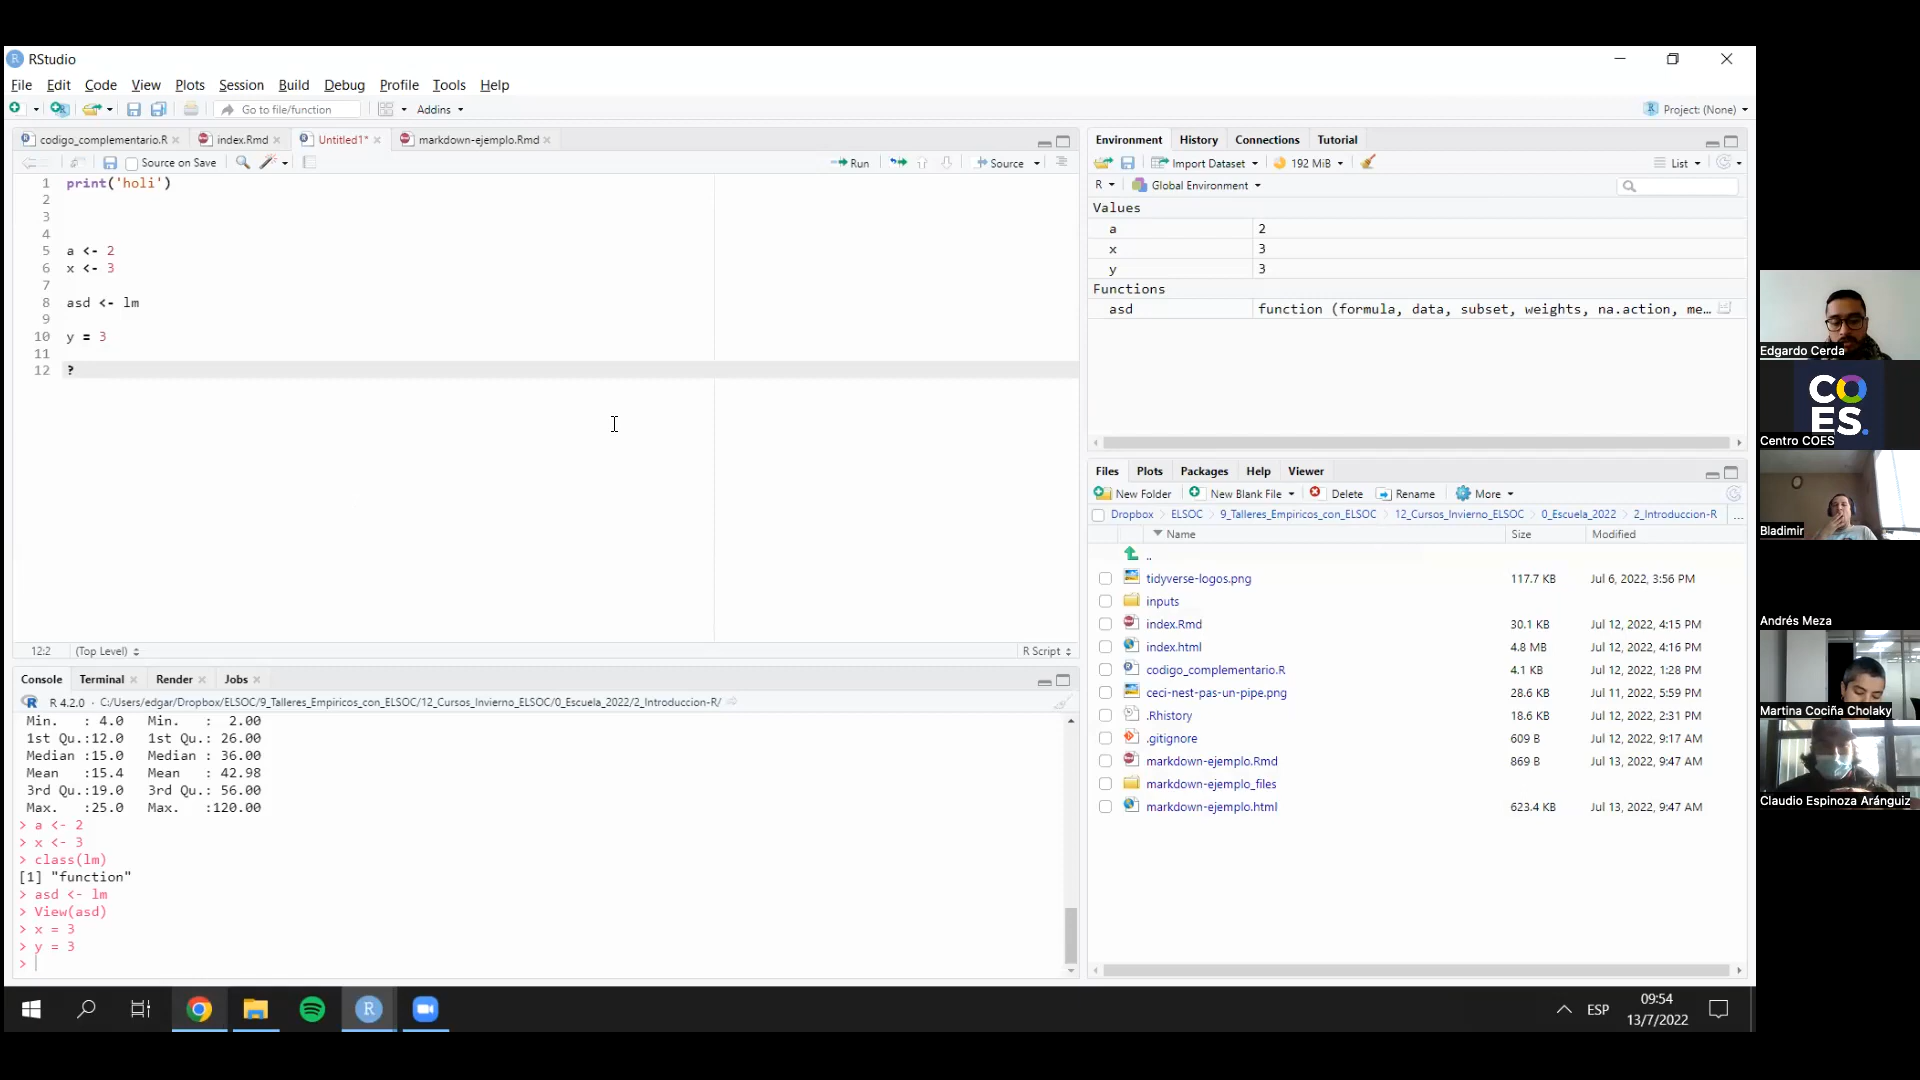 RStudio
File Edit Code View Plots Session Build Debug Profile Tools Help
Go to file/function Addins Project: (None)
codigo_complementario.R index.Rmd Untitled1* markdown-ejemplo.Rmd
Source on Save Run Source
1 print('holi')
2
3
4
5 a <- 2
6 x <- 3
7
8 asd <- lm
9
10 y = 3
11
12 ?
12:2 (Top Level) R Script
Console Terminal Render Jobs
R 4.2.0 · C:/Users/edgar/Dropbox/ELSOC/9_Talleres_Empiricos_con_ELSOC/12_Cursos_Invierno_ELSOC/0_Escuela_2022/2_Introduccion-R/
Min. : 4.0 Min. : 2.00
1st Qu.:12.0 1st Qu.: 26.00
Median :15.0 Median : 36.00
Mean :15.4 Mean : 42.98
3rd Qu.:19.0 3rd Qu.: 56.00
Max. :25.0 Max. :120.00
> a <- 2
> x <- 3
> class(lm)
[1] "function"
> asd <- lm
> View(asd)
> x = 3
> y = 3
>
Environment History Connections Tutorial
Import Dataset 192 MiB List
R Global Environment
Values
a 2
x 3
y 3
Functions
asd function (formula, data, subset, weights, na.action, me…
Files Plots Packages Help Viewer
New Folder New Blank File Delete Rename More
Dropbox ELSOC 9_Talleres_Empiricos_con_ELSOC 12_Cursos_Invierno_ELSOC 0_Escuela_2022 2_Introduccion-R ...
Name Size Modified
..
tidyverse-logos.png 117.7 KB Jul 6, 2022, 3:56 PM
inputs
index.Rmd 30.1 KB Jul 12, 2022, 4:15 PM
index.html 4.8 MB Jul 12, 2022, 4:16 PM
codigo_complementario.R 4.1 KB Jul 12, 2022, 1:28 PM
ceci-nest-pas-un-pipe.png 28.6 KB Jul 11, 2022, 5:59 PM
.Rhistory 18.6 KB Jul 12, 2022, 2:31 PM
.gitignore 609 B Jul 12, 2022, 9:17 AM
markdown-ejemplo.Rmd 869 B Jul 13, 2022, 9:47 AM
markdown-ejemplo_files
markdown-ejemplo.html 623.4 KB Jul 13, 2022, 9:47 AM
Edgardo Cerda
CO
ES.
Centro COES
Bladimir
Andrés Meza
Martina Cociña Cholaky
Claudio Espinoza Aránguiz
ESP
09:54
13/7/2022